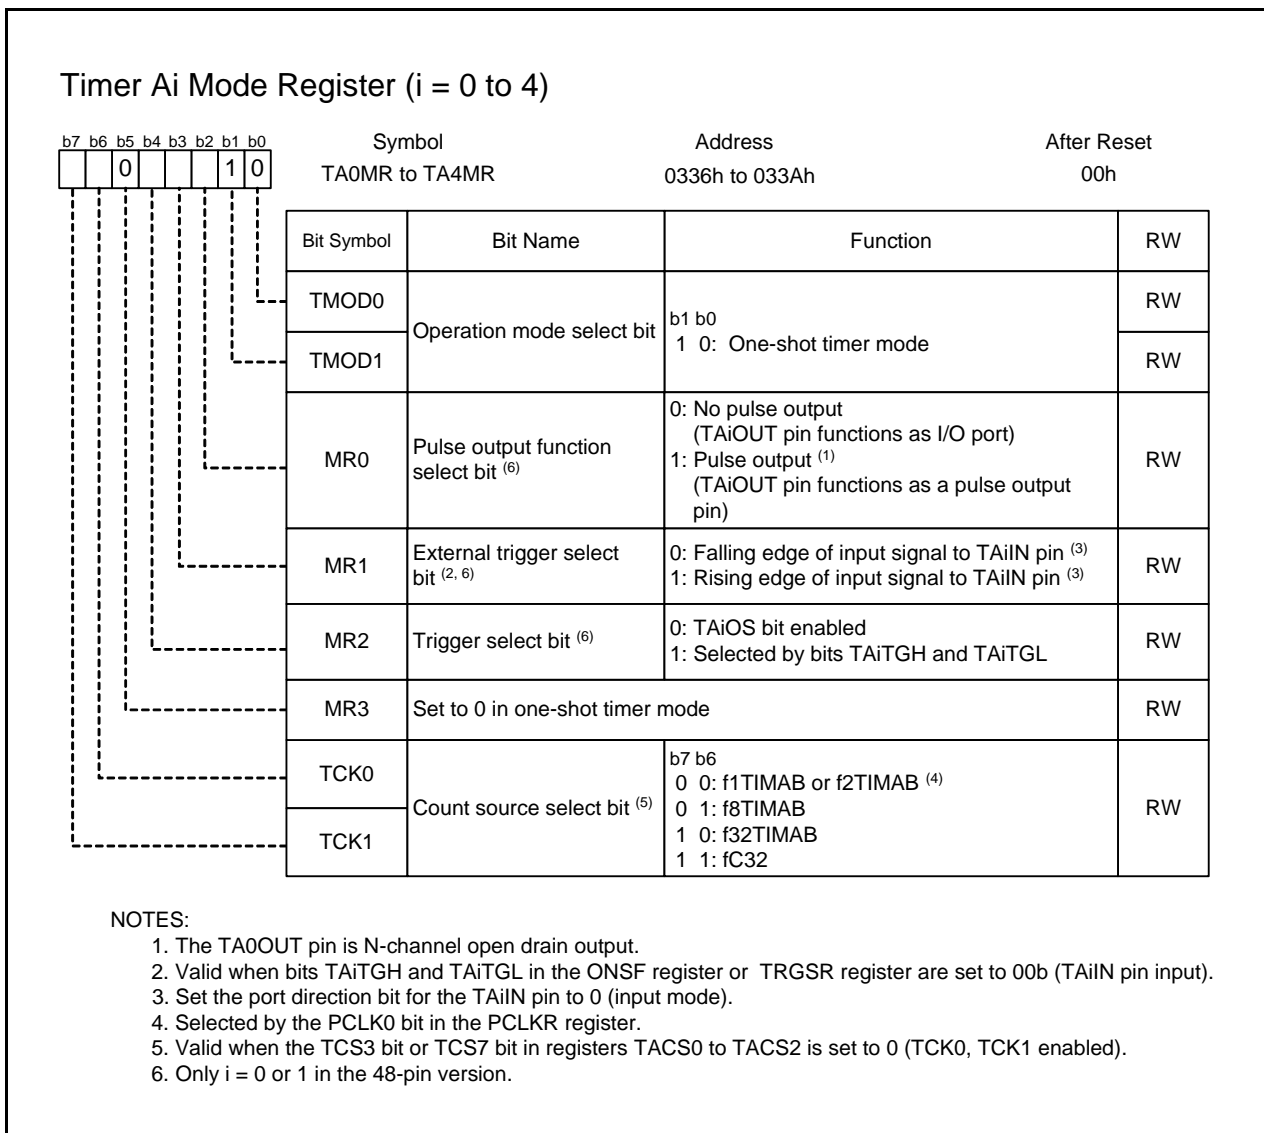 Timer Ai Mode Register (i = 0 to 4)
b7 b6 b5 b4 b3 b2 b1 b0
0 1 0
Symbol Address After Reset
TA0MR to TA4MR 0336h to 033Ah 00h
Bit Symbol Bit Name Function RW
TMOD0 RW
Operation mode select bit
b1 b0
1 0: One-shot timer mode
TMOD1 RW
MR0
Pulse output function
select bit (6)
0: No pulse output
(TAiOUT pin functions as I/O port)
1: Pulse output (1)
(TAiOUT pin functions as a pulse output
pin)
RW
MR1
External trigger select
bit (2, 6)
0: Falling edge of input signal to TAiIN pin (3)
1: Rising edge of input signal to TAiIN pin (3)
RW
MR2
Trigger select bit (6)
0: TAiOS bit enabled
1: Selected by bits TAiTGH and TAiTGL
RW
MR3 Set to 0 in one-shot timer mode RW
TCK0
TCK1
Count source select bit (5)
b7 b6
0 0: f1TIMAB or f2TIMAB (4)
0 1: f8TIMAB
1 0: f32TIMAB
1 1: fC32
RW
NOTES:
1. The TA0OUT pin is N-channel open drain output.
2. Valid when bits TAiTGH and TAiTGL in the ONSF register or TRGSR register are set to 00b (TAiIN pin input).
3. Set the port direction bit for the TAiIN pin to 0 (input mode).
4. Selected by the PCLK0 bit in the PCLKR register.
5. Valid when the TCS3 bit or TCS7 bit in registers TACS0 to TACS2 is set to 0 (TCK0, TCK1 enabled).
6. Only i = 0 or 1 in the 48-pin version.